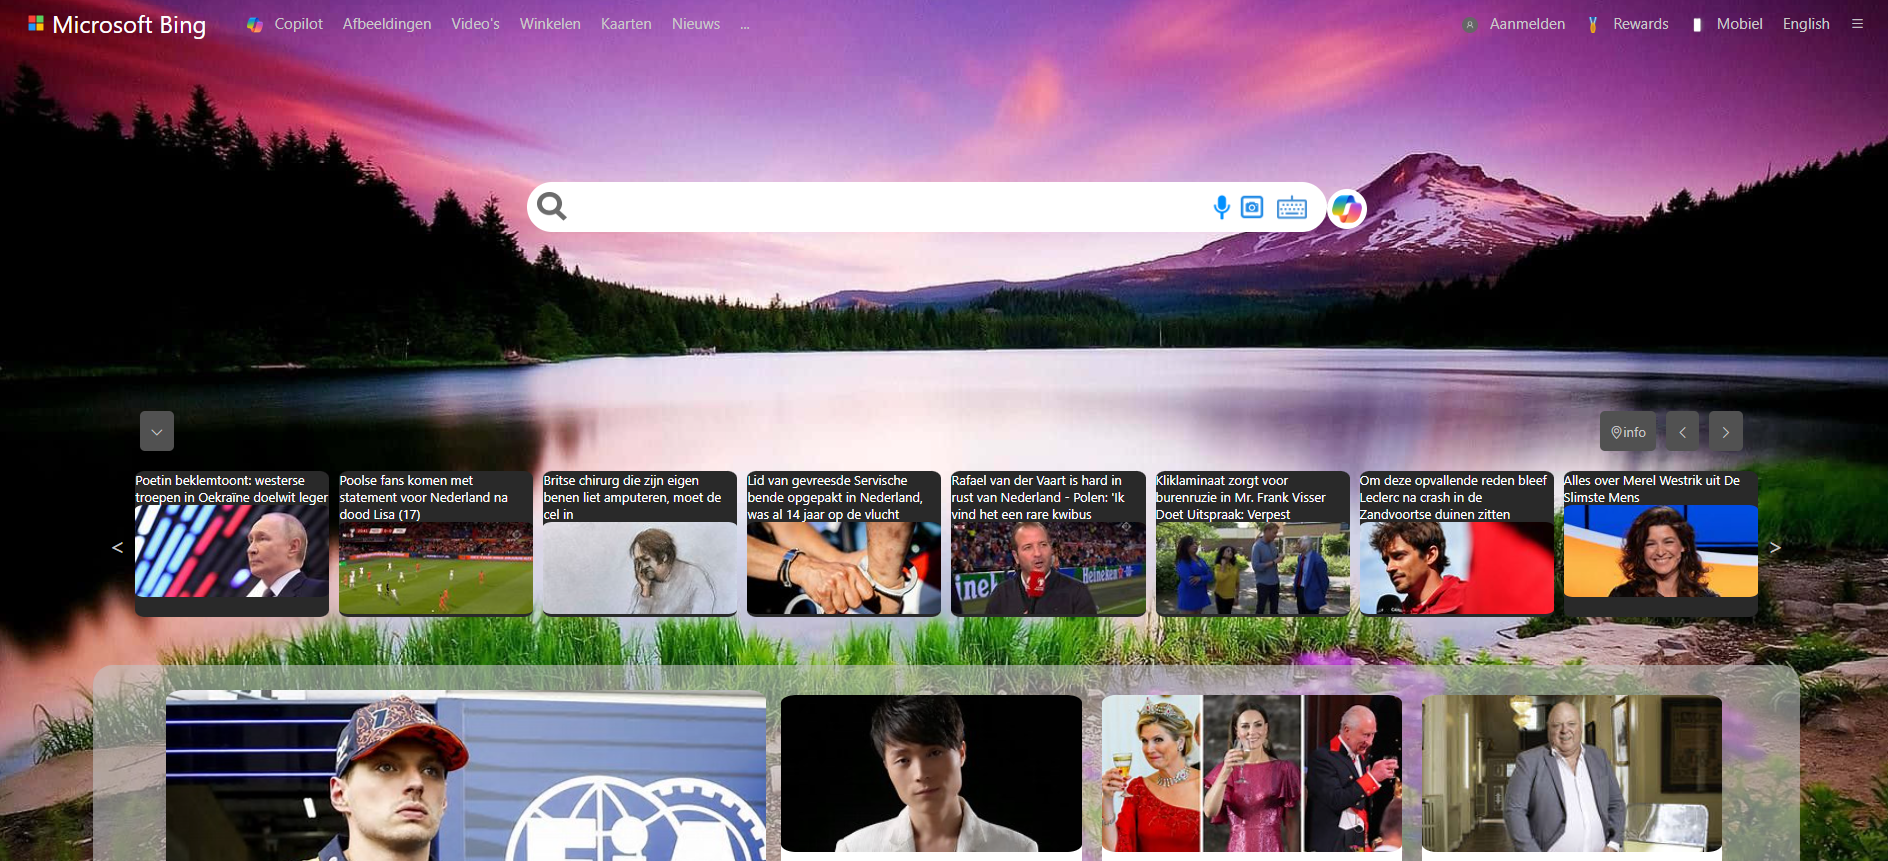 Microsoft Bing
Copilot Afbeeldingen Video's Winkelen Kaarten Nieuws ...
Aanmelden Rewards Mobiel English
info
Poetin beklemtoont: westerse
troepen in Oekraïne doelwit leger
Poolse fans komen met
statement voor Nederland na
dood Lisa (17)
Britse chirurg die zijn eigen
benen liet amputeren, moet de
cel in
Lid van gevreesde Servische
bende opgepakt in Nederland,
was al 14 jaar op de vlucht
Rafael van der Vaart is hard in
rust van Nederland - Polen: 'Ik
vind het een rare kwibus
Kliklaminaat zorgt voor
burenruzie in Mr. Frank Visser
Doet Uitspraak: Verpest
Om deze opvallende reden bleef
Leclerc na crash in de
Zandvoortse duinen zitten
Alles over Merel Westrik uit De
Slimste Mens
< >
Heineken
1